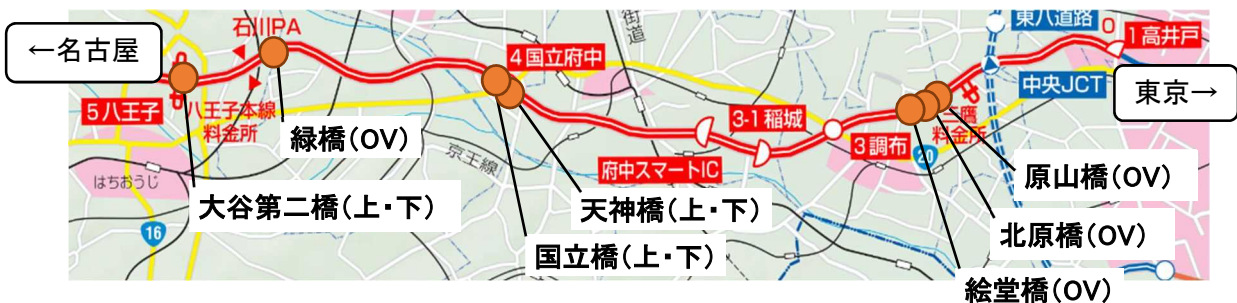 ←名古屋
石川PA
街道
東八道路
1高井戸
4国立府中
中央JCT
東京→
5八王子
八王子本線
料金所
緑橋(OV)
3-1稲城
三鷹
料金所
3調布
20
京王線
府中スマートIC
はちおうじ
原山橋(OV)
大谷第二橋(上・下)
天神橋(上・下)
16
北原橋(OV)
国立橋(上・下)
絵堂橋(OV)